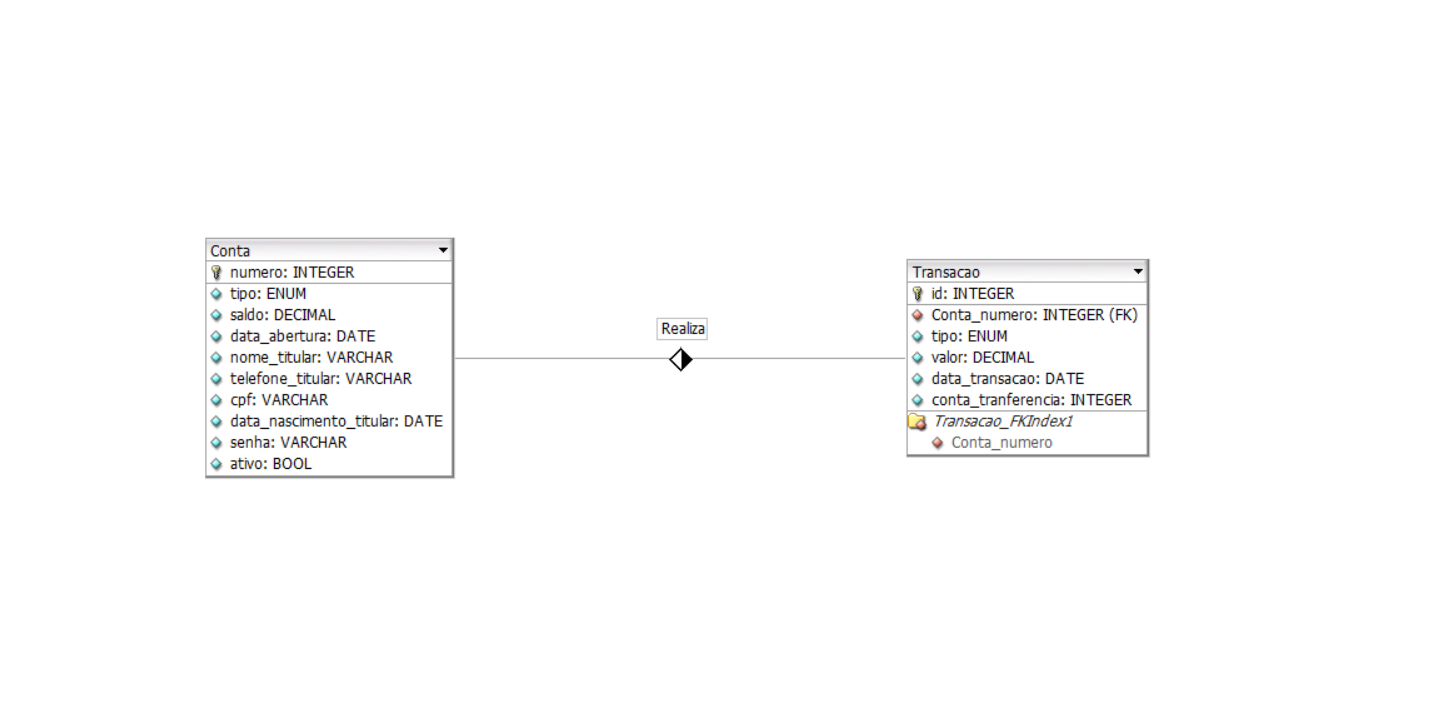 Conta
numero: INTEGER
tipo: ENUM
saldo: DECIMAL
data_abertura: DATE
nome_titular: VARCHAR
telefone_titular: VARCHAR
cpf: VARCHAR
data_nascimento_titular: DATE
senha: VARCHAR
ativo: BOOL
Realiza
Transacao
id: INTEGER
Conta_numero: INTEGER (FK)
tipo: ENUM
valor: DECIMAL
data_transacao: DATE
conta_tranferencia: INTEGER
Transacao_FKIndex1
Conta_numero